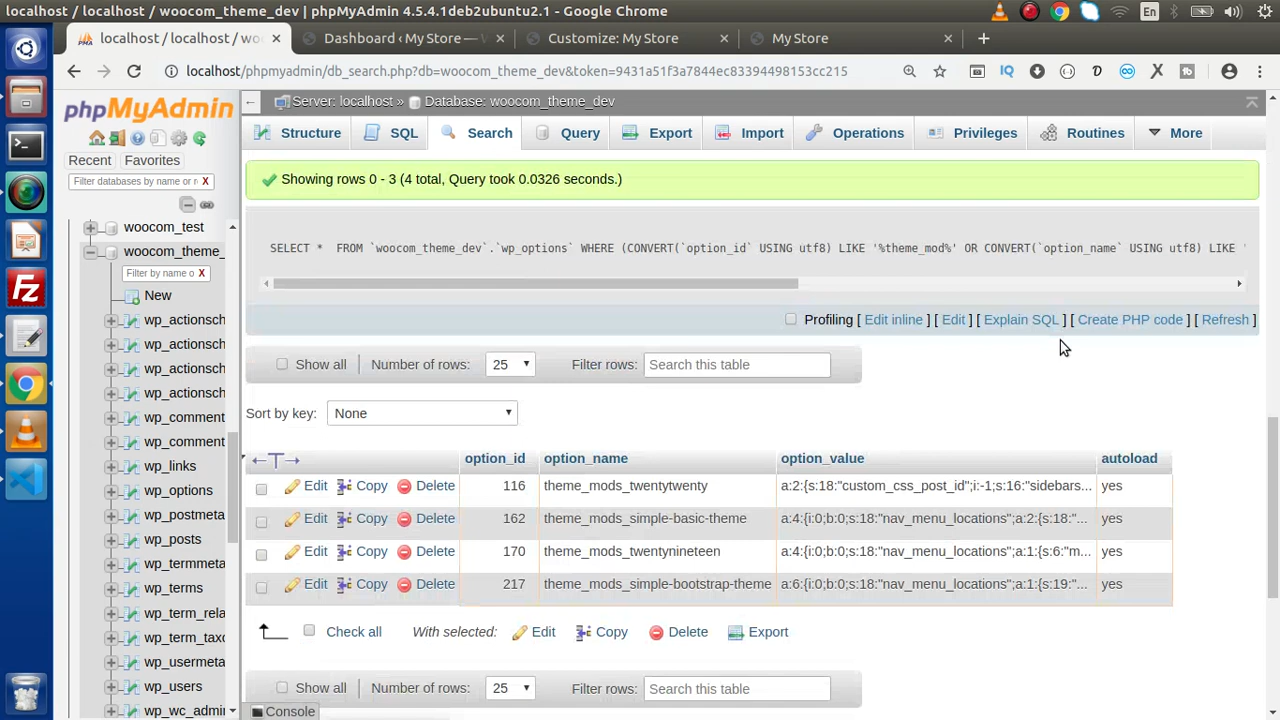 localhost / localhost / woocom_theme_dev | phpMyAdmin 4.5.4.1deb2ubuntu2.1 - Google Chrome
En
localhost / localhost / wo
Dashboard ‹ My Store — W
Customize: My Store
My Store
localhost/phpmyadmin/db_search.php?db=woocom_theme_dev&token=9431a51f3a7844ec83394498153cc215
phpMyAdmin
Recent
Favorites
Filter databases by name or r
X
woocom_test
woocom_theme_
Filter by name o
X
New
wp_actionsch
wp_actionsch
wp_actionsch
wp_actionsch
wp_comment
wp_comment
wp_links
wp_options
wp_postmeta
wp_posts
wp_termmeta
wp_terms
wp_term_rela
wp_term_taxo
wp_usermeta
wp_users
wp_wc_admin
Server: localhost » Database: woocom_theme_dev
Structure
SQL
Search
Query
Export
Import
Operations
Privileges
Routines
More
Showing rows 0 - 3 (4 total, Query took 0.0326 seconds.)
SELECT * FROM `woocom_theme_dev`.`wp_options` WHERE (CONVERT(`option_id` USING utf8) LIKE '%theme_mod%' OR CONVERT(`option_name` USING utf8) LIKE '
Profiling [ Edit inline ] [ Edit ] [ Explain SQL ] [ Create PHP code ] [ Refresh ]
Show all
Number of rows: 25
Filter rows: Search this table
Sort by key: None
option_id option_name option_value autoload
Edit Copy Delete 116 theme_mods_twentytwenty a:2:{s:18:"custom_css_post_id";i:-1;s:16:"sidebars... yes
Edit Copy Delete 162 theme_mods_simple-basic-theme a:4:{i:0;b:0;s:18:"nav_menu_locations";a:2:{s:18:"... yes
Edit Copy Delete 170 theme_mods_twentynineteen a:4:{i:0;b:0;s:18:"nav_menu_locations";a:1:{s:6:"m... yes
Edit Copy Delete 217 theme_mods_simple-bootstrap-theme a:6:{i:0;b:0;s:18:"nav_menu_locations";a:1:{s:19:"... yes
Check all With selected: Edit Copy Delete Export
Show all
Number of rows: 25
Filter rows: Search this table
Console